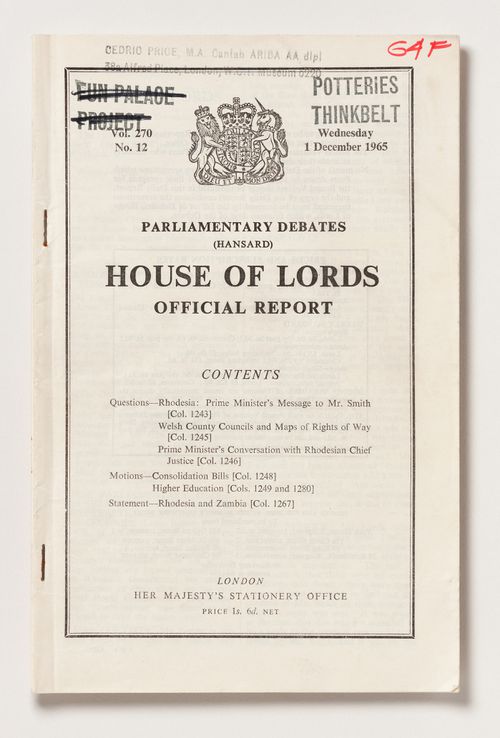 CEDRIC PRICE, M.A. Cantab ARIBA AA dipl
38a Alfred Place, London, W.C.1. Museum 5220
GAF
FUN PALACE
PROJECT
POTTERIES
THINKBELT
Vol. 270
No. 12
Wednesday
1 December 1965
PARLIAMENTARY DEBATES
(HANSARD)
HOUSE OF LORDS
OFFICIAL REPORT
CONTENTS
Questions—Rhodesia: Prime Minister's Message to Mr. Smith
[Col. 1243]
Welsh County Councils and Maps of Rights of Way
[Col. 1245]
Prime Minister's Conversation with Rhodesian Chief
Justice [Col. 1246]
Motions—Consolidation Bills [Col. 1248]
Higher Education [Cols. 1249 and 1280]
Statement—Rhodesia and Zambia [Col. 1267]
LONDON
HER MAJESTY'S STATIONERY OFFICE
PRICE 1s. 6d. NET